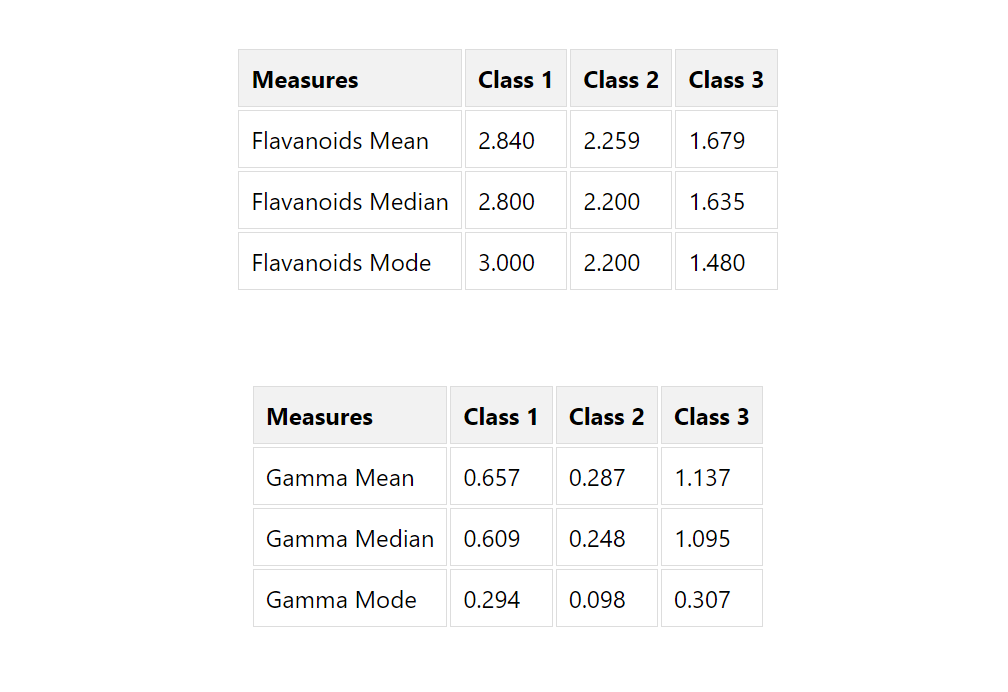 Measures Class 1 Class 2 Class 3
Flavanoids Mean 2.840 2.259 1.679
Flavanoids Median 2.800 2.200 1.635
Flavanoids Mode 3.000 2.200 1.480
Measures Class 1 Class 2 Class 3
Gamma Mean 0.657 0.287 1.137
Gamma Median 0.609 0.248 1.095
Gamma Mode 0.294 0.098 0.307